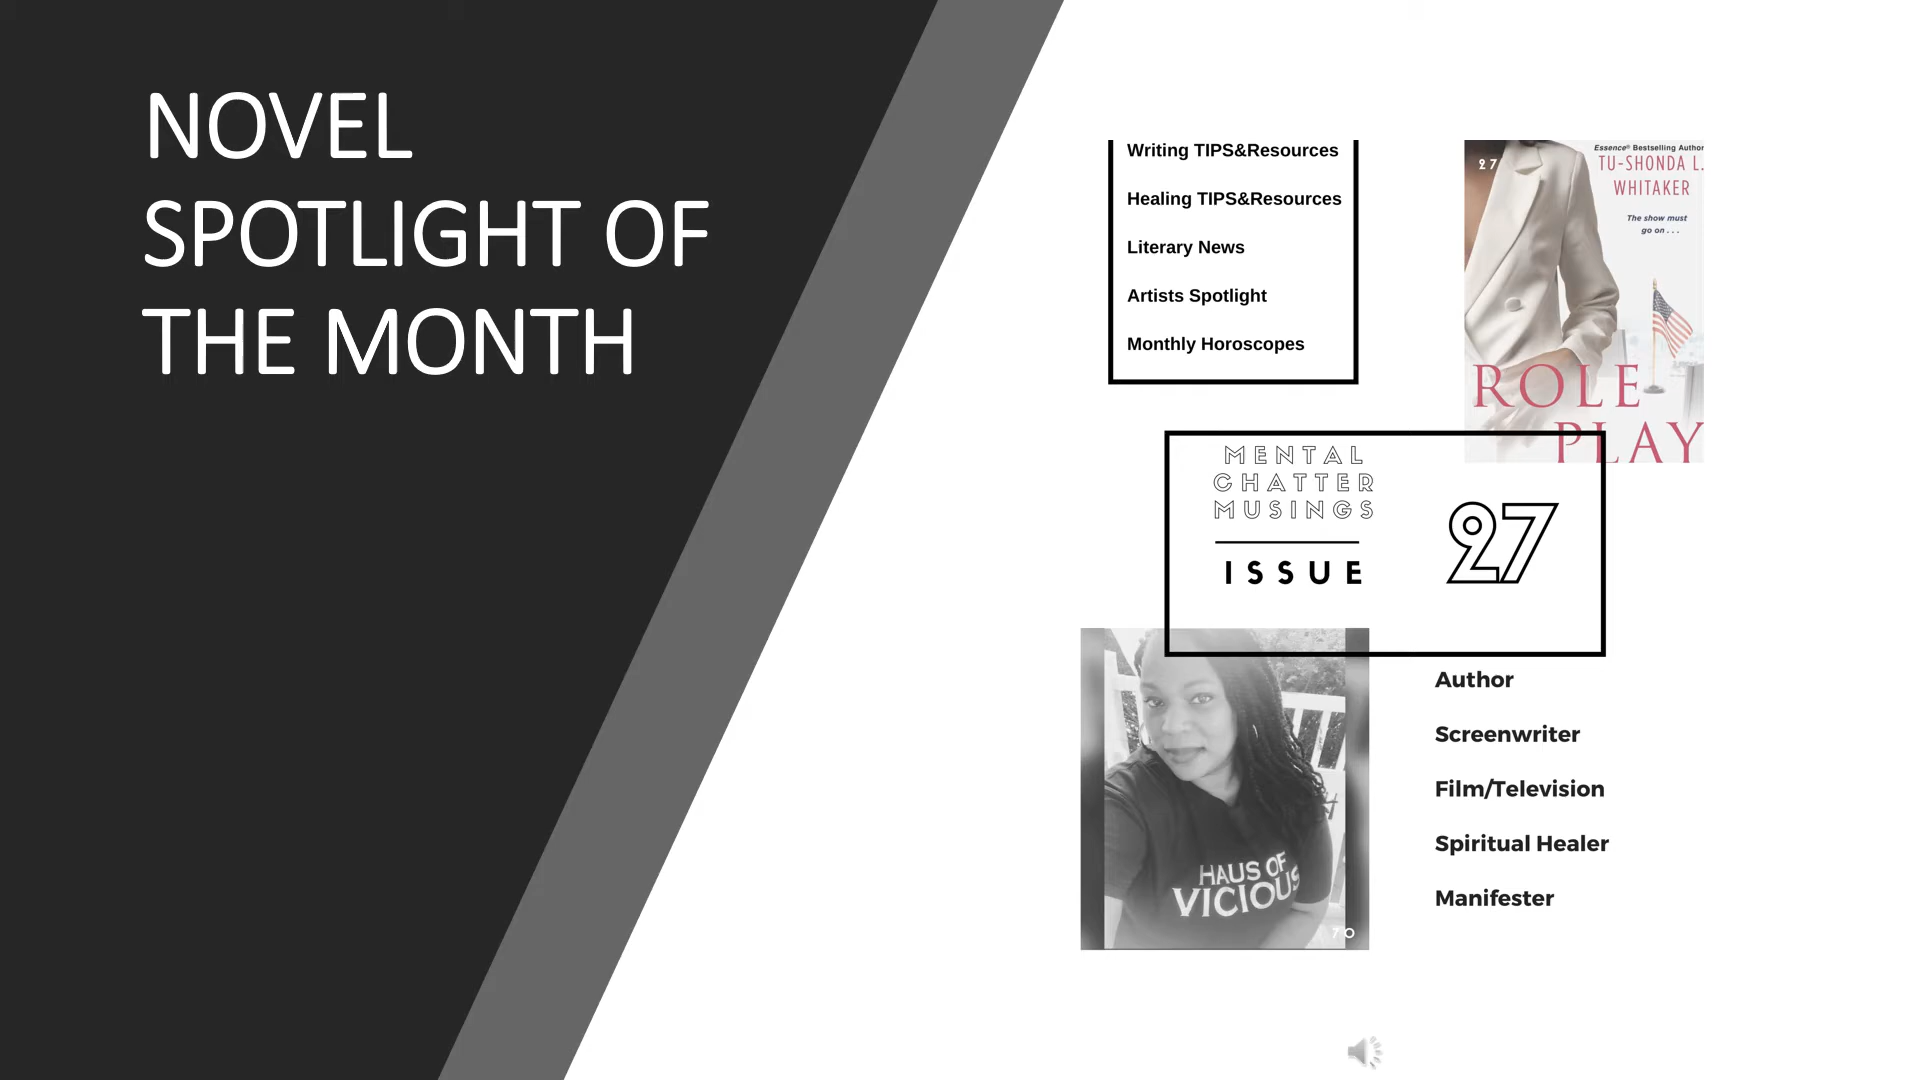 NOVEL
SPOTLIGHT OF
THE MONTH
Writing TIPS&Resources
Healing TIPS&Resources
Literary News
Artists Spotlight
Monthly Horoscopes
27
Essence® Bestselling Author
TU-SHONDA L.
WHITAKER
The show must
go on . . .
ROLE
PLAY
MENTAL
CHATTER
MUSINGS
ISSUE
27
HAUS OF
VICIOUS
70
Author
Screenwriter
Film/Television
Spiritual Healer
Manifester